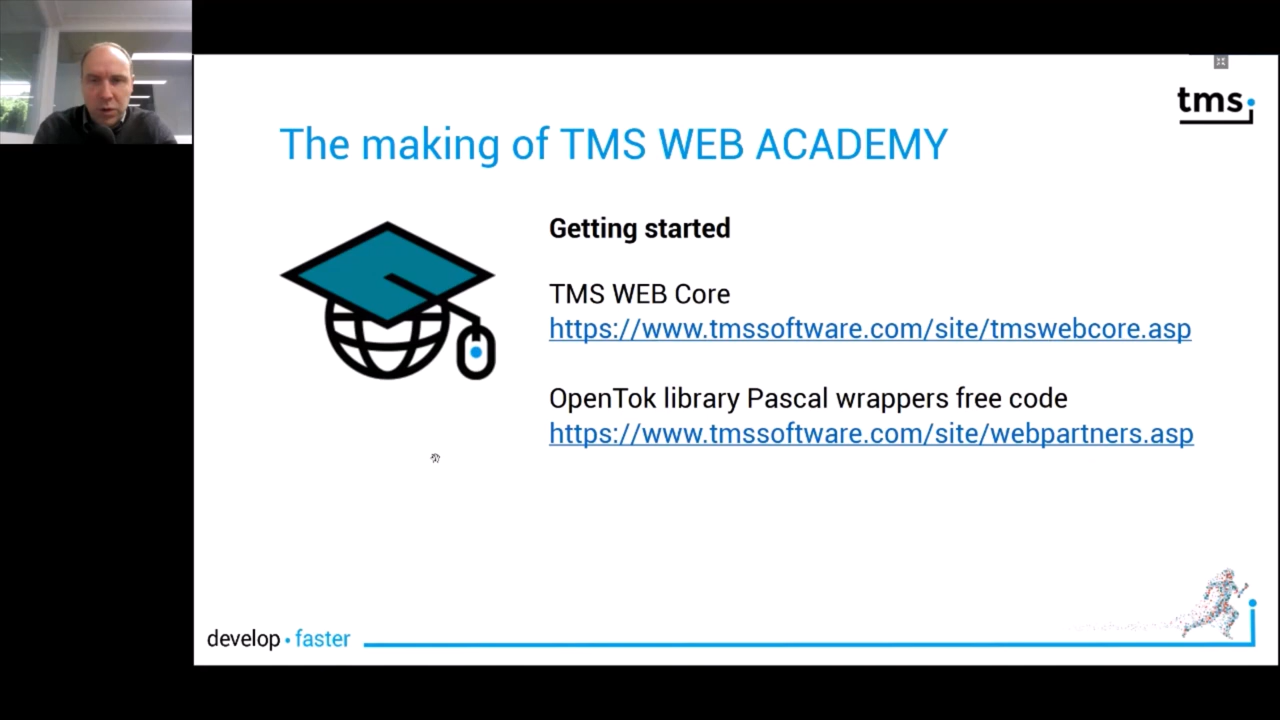 tms
The making of TMS WEB ACADEMY
Getting started
TMS WEB Core
https://www.tmssoftware.com/site/tmswebcore.asp
OpenTok library Pascal wrappers free code
https://www.tmssoftware.com/site/webpartners.asp
develop • faster